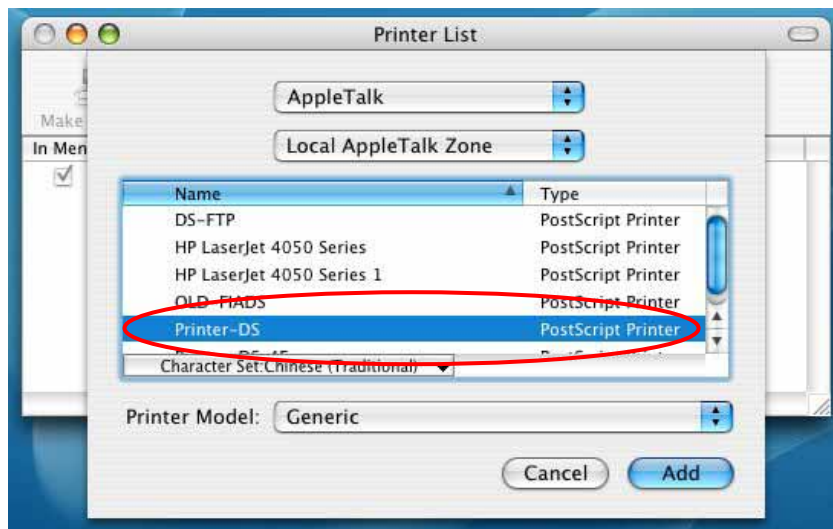 Printer List
AppleTalk
Make
Local AppleTalk Zone
In Men
Name Type
DS-FTP PostScript Printer
HP LaserJet 4050 Series PostScript Printer
HP LaserJet 4050 Series 1 PostScript Printer
OLD-FIADS PostScript Printer
Printer-DS PostScript Printer
Character Set:Chinese (Traditional)
Printer Model: Generic
Cancel Add